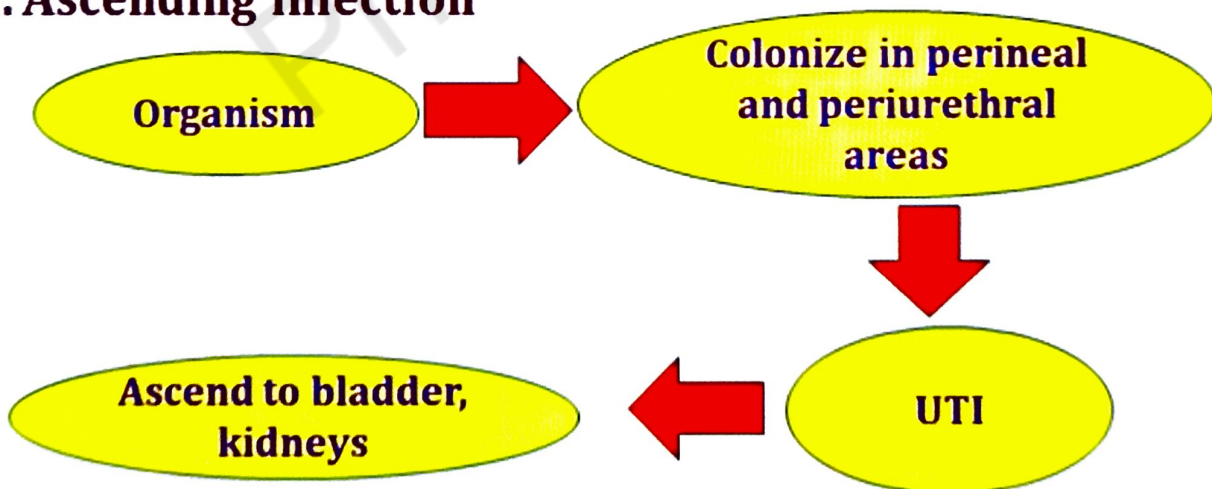 . Ascending infection
Organism
Colonize in perineal
and periurethral
areas
UTI
Ascend to bladder,
kidneys